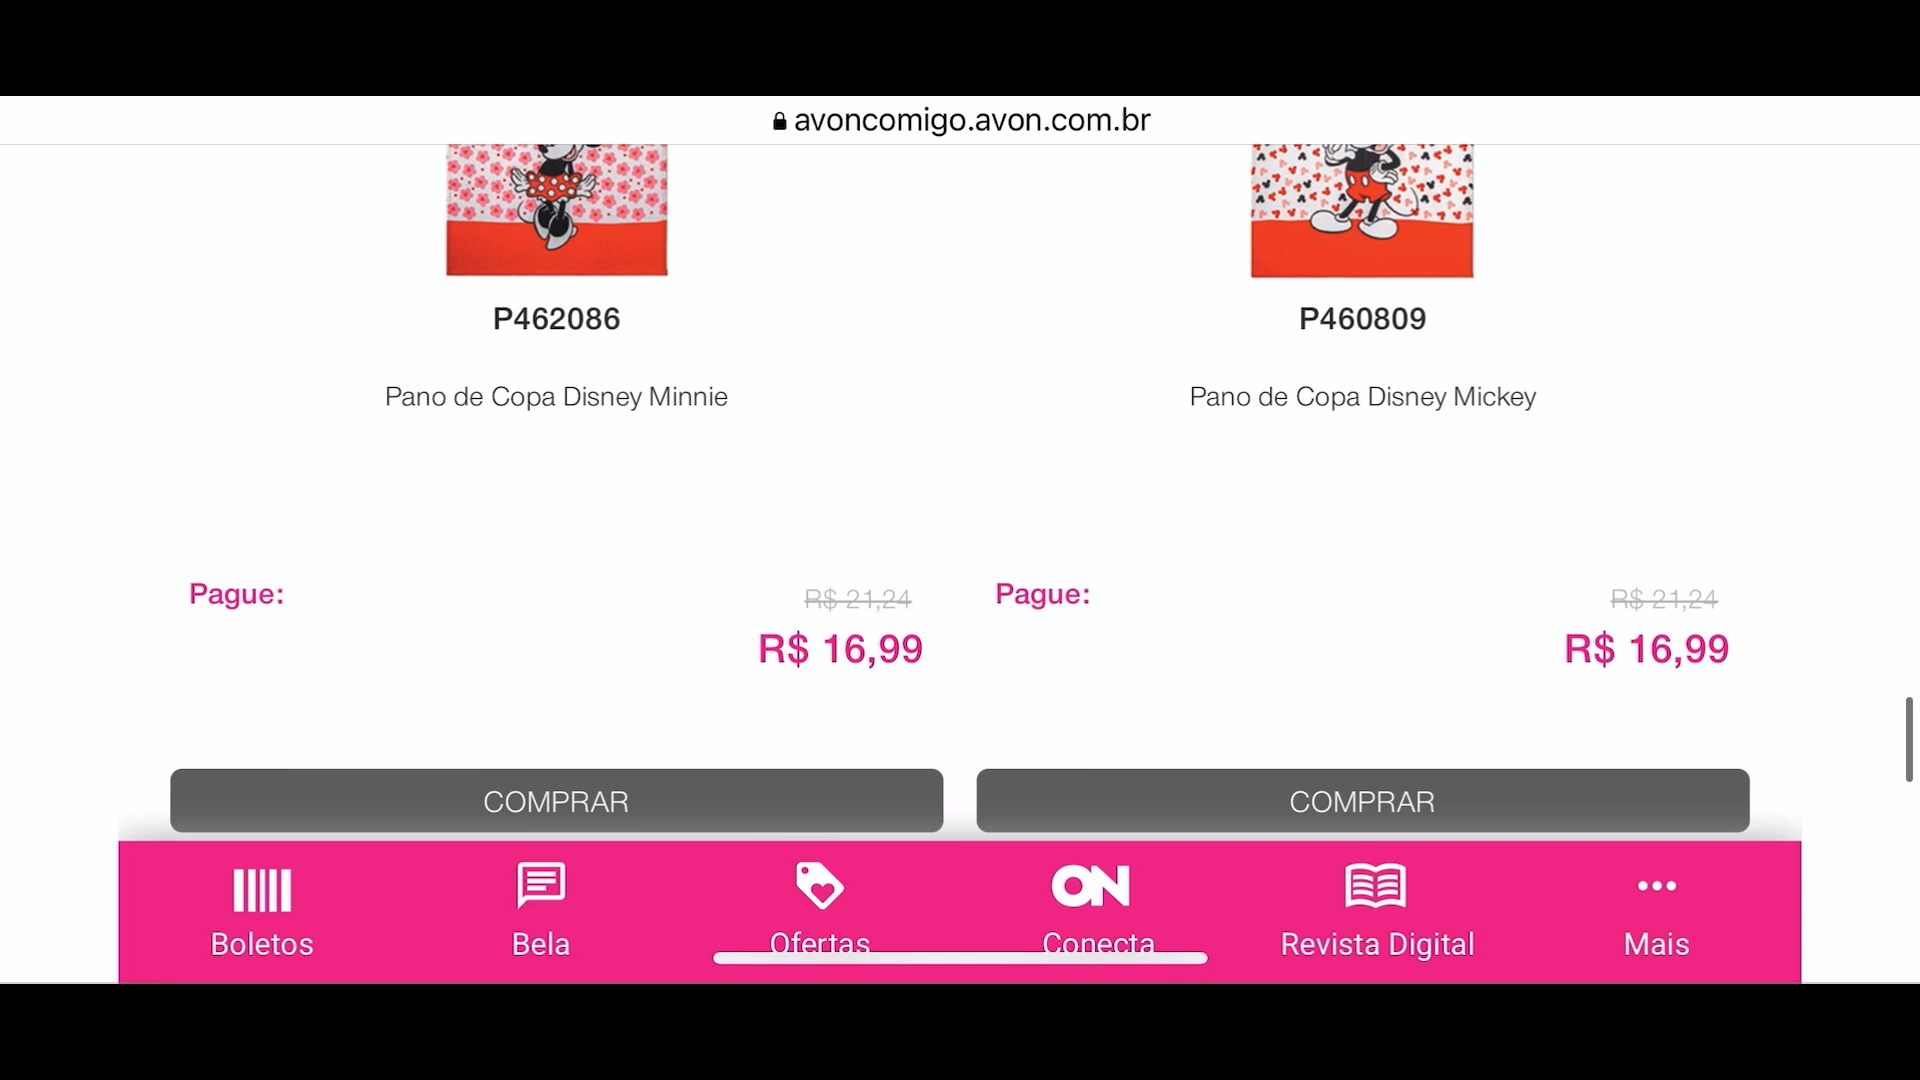 avoncomigo.avon.com.br
P462086
P460809
Pano de Copa Disney Minnie
Pano de Copa Disney Mickey
Pague:
R$ 21,24
R$ 16,99
Pague:
R$ 21,24
R$ 16,99
COMPRAR
COMPRAR
ON
Boletos
Bela
Ofertas
Conecta
Revista Digital
Mais